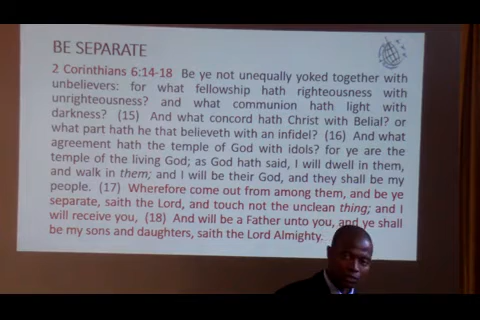 BE SEPARATE
2 Corinthians 6:14-18 Be ye not unequally yoked together with
unbelievers: for what fellowship hath righteousness with
unrighteousness? and what communion hath light with
darkness? (15) And what concord hath Christ with Belial? or
what part hath he that believeth with an infidel? (16) And what
agreement hath the temple of God with idols? for ye are the
temple of the living God; as God hath said, I will dwell in them,
and walk in them; and I will be their God, and they shall be my
people. (17) Wherefore come out from among them, and be ye
separate, saith the Lord, and touch not the unclean thing; and I
will receive you, (18) And will be a Father unto you, and ye shall
be my sons and daughters, saith the Lord Almighty.